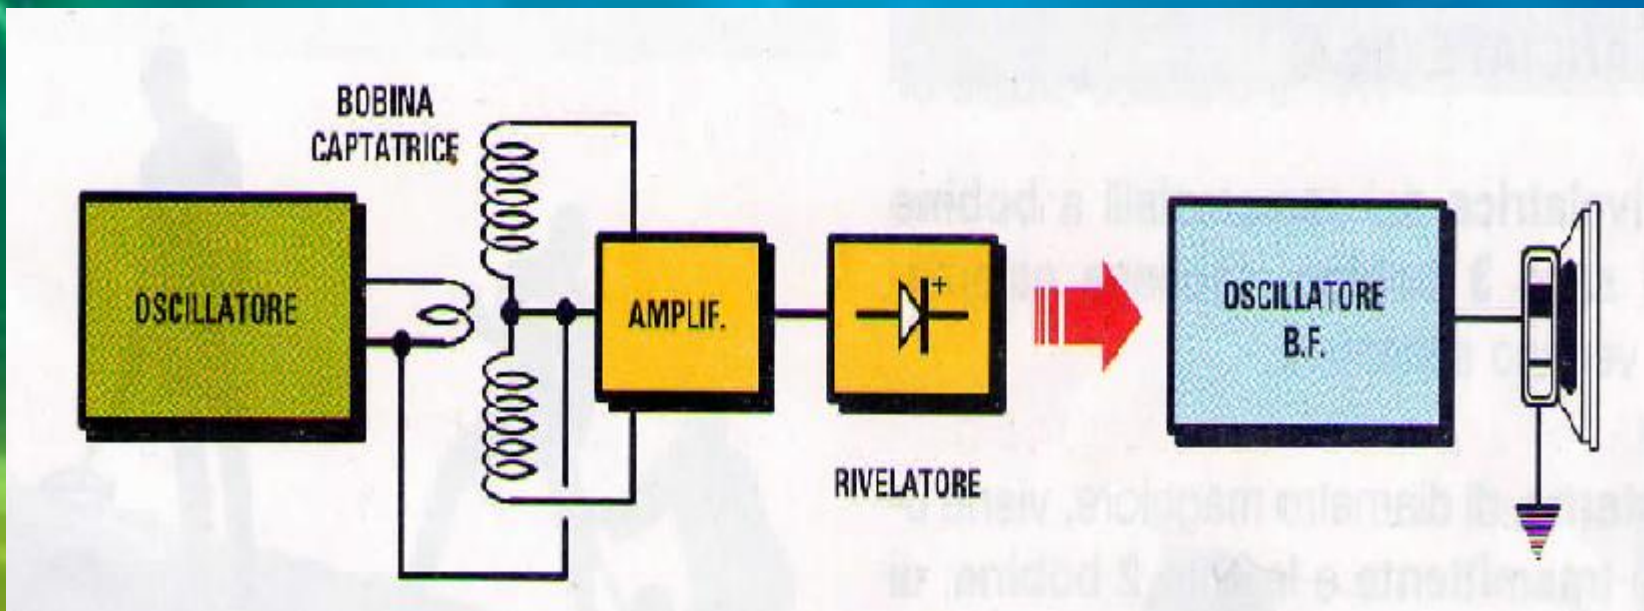 BOBINA
CAPTATRICE
OSCILLATORE
AMPLIF.
+
RIVELATORE
OSCILLATORE
B.F.